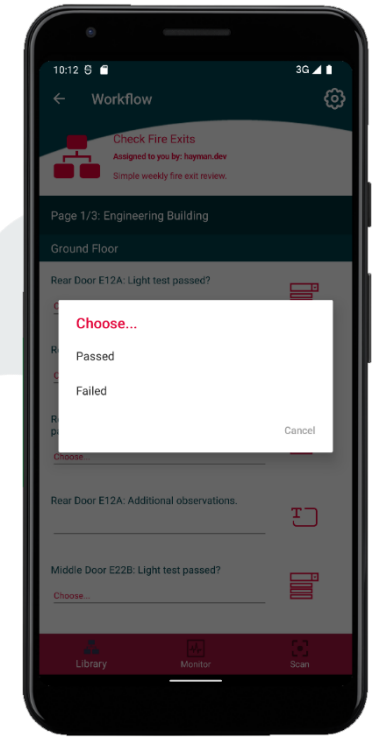 10:12
3G
Workflow
Check Fire Exits
Assigned to you by: hayman.dev
Simple weekly fire exit review.
Page 1/3: Engineering Building
Ground Floor
Rear Door E12A: Light test passed?
Choose...
Passed
Failed
Cancel
Choose...
Rear Door E12A: Additional observations.
T
Middle Door E22B: Light test passed?
Choose...
Library
Monitor
Scan